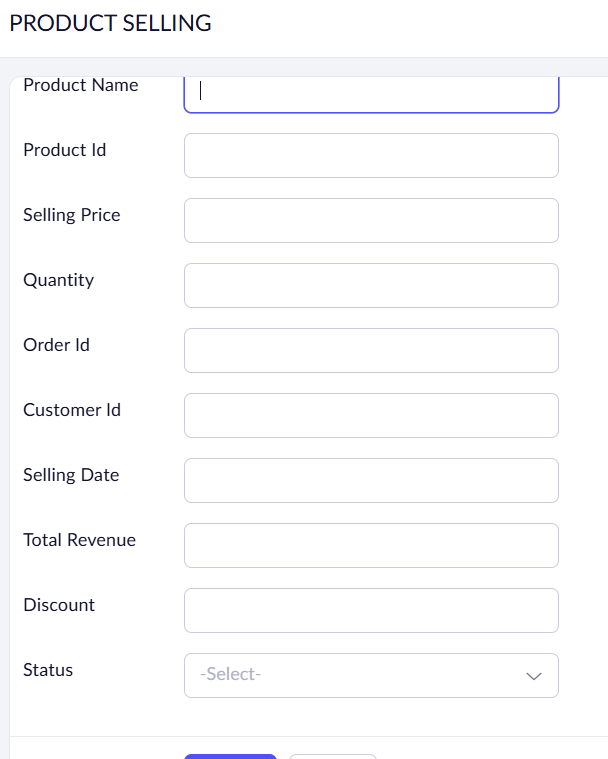 PRODUCT SELLING
Product Name
Product Id
Selling Price
Quantity
Order Id
Customer Id
Selling Date
Total Revenue
Discount
Status
-Select-